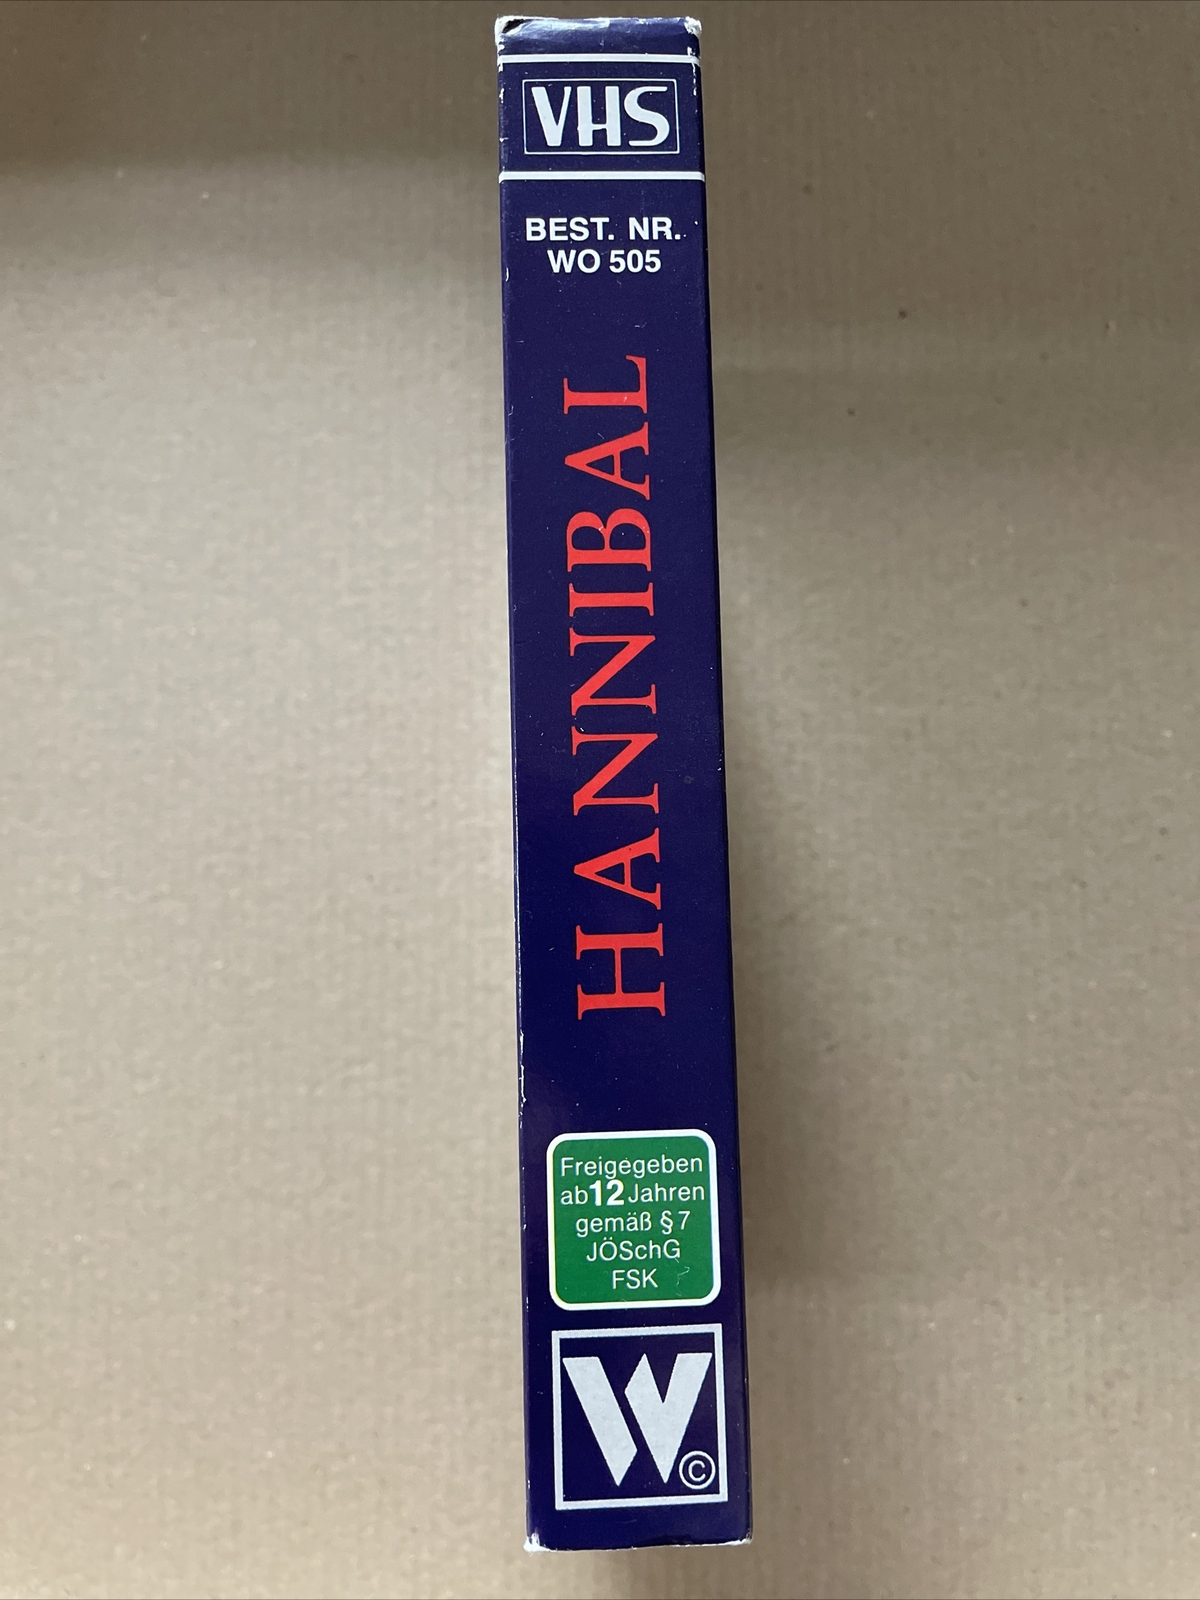 VHS
BEST. NR.
WO 505
HANNIBAL
Freigegeben
ab 12 Jahren
gemäß § 7
JÖSchG
FSK
W
©